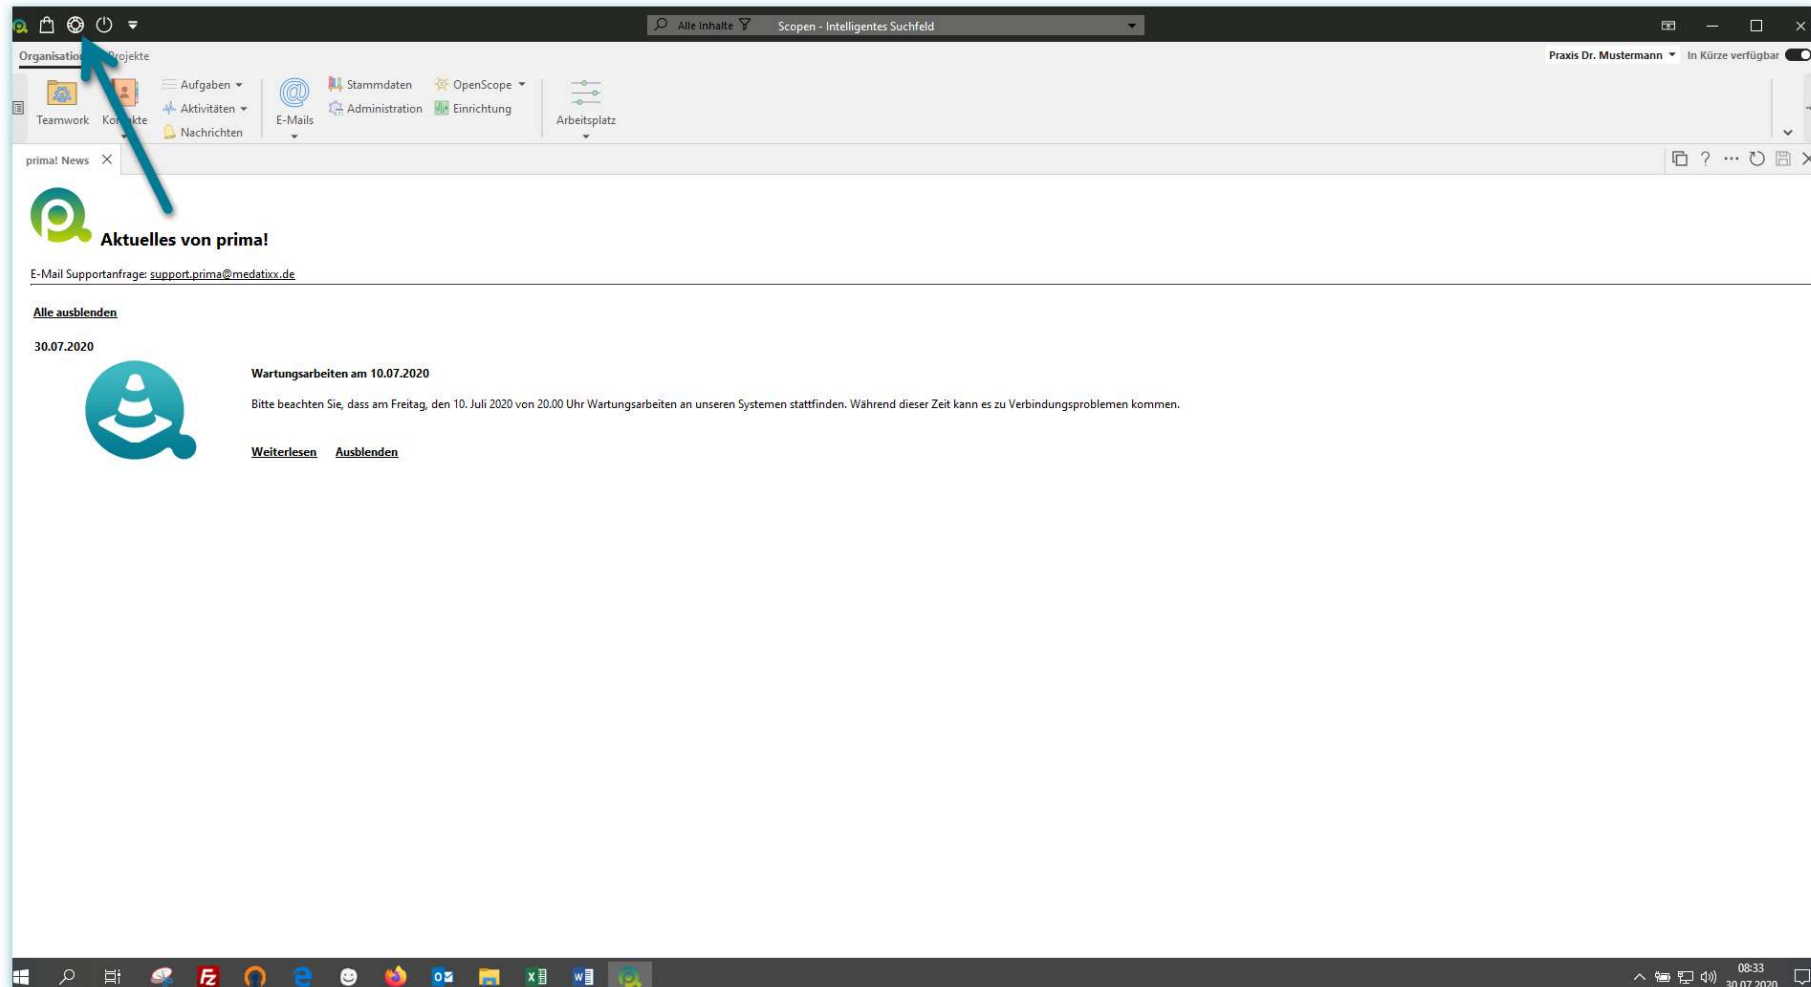 Alle Inhalte Scopen - Intelligentes Suchfeld
Organisation Projekte
Praxis Dr. Mustermann In Kürze verfügbar
Teamwork
Kontakte
Aufgaben
Aktivitäten
Nachrichten
E-Mails
Stammdaten
Administration
OpenScope
Einrichtung
Arbeitsplatz
prima! News
Aktuelles von prima!
E-Mail Supportanfrage: support.prima@medatixx.de
Alle ausblenden
30.07.2020
Wartungsarbeiten am 10.07.2020
Bitte beachten Sie, dass am Freitag, den 10. Juli 2020 von 20.00 Uhr Wartungsarbeiten an unseren Systemen stattfinden. Während dieser Zeit kann es zu Verbindungsproblemen kommen.
Weiterlesen Ausblenden
08:33
30.07.2020